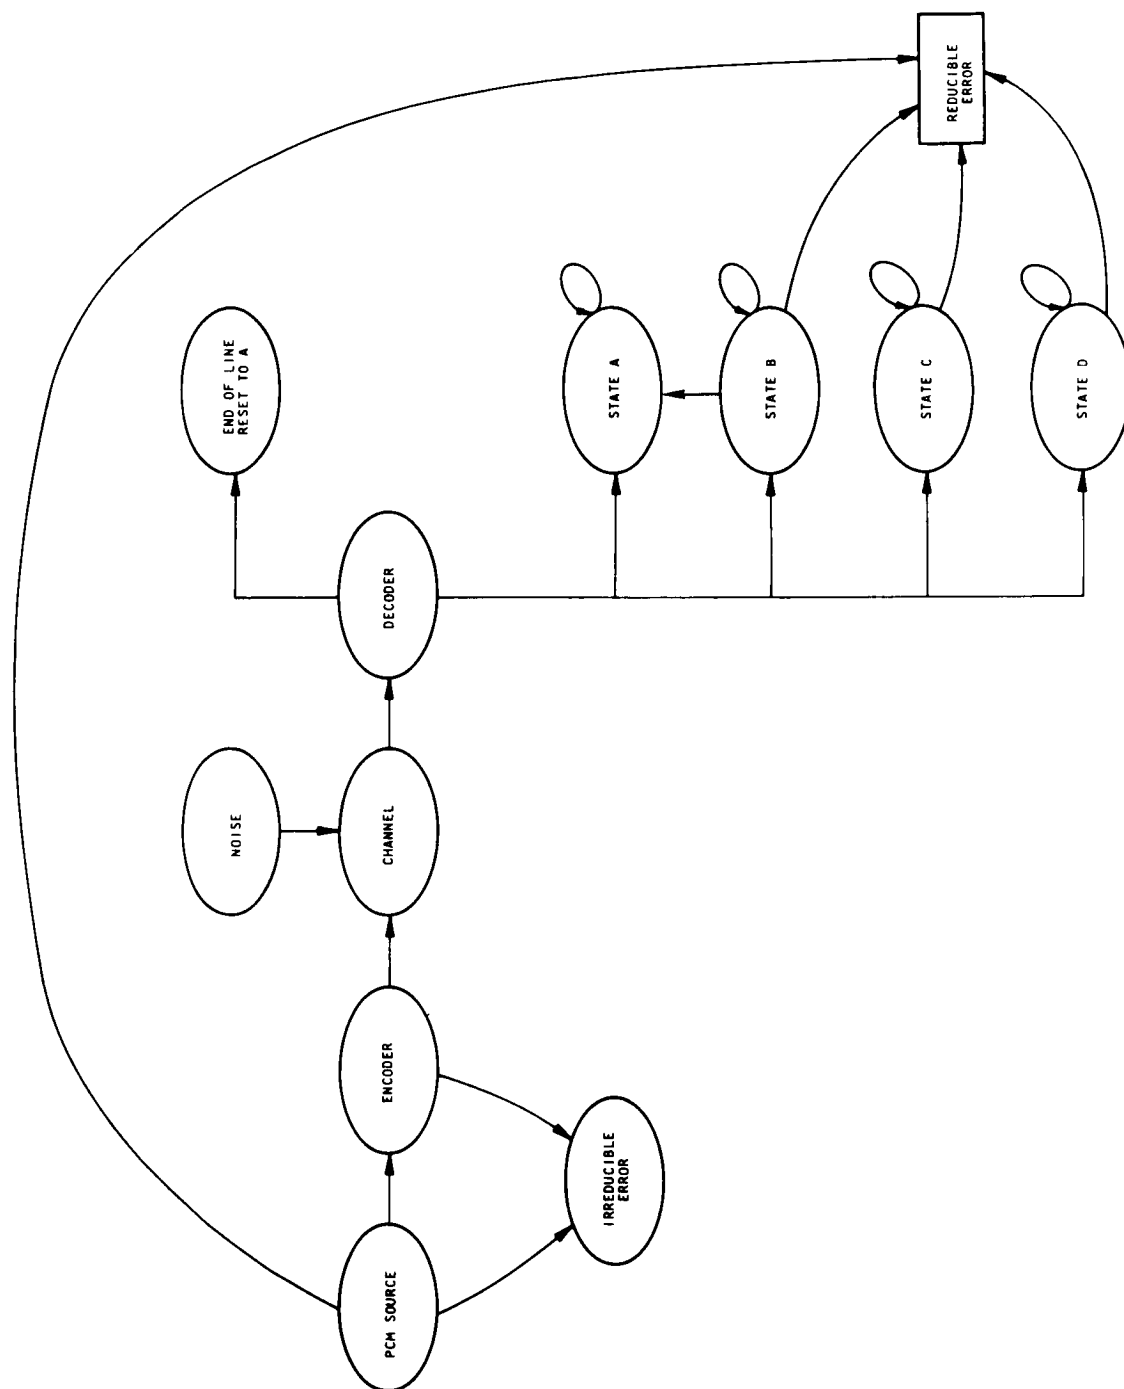 PCM SOURCE
ENCODER
IRREDUCIBLE
ERROR
NOISE
CHANNEL
DECODER
END OF LINE
RESET TO A
STATE A
STATE B
STATE C
STATE D
REDUCIBLE
ERROR